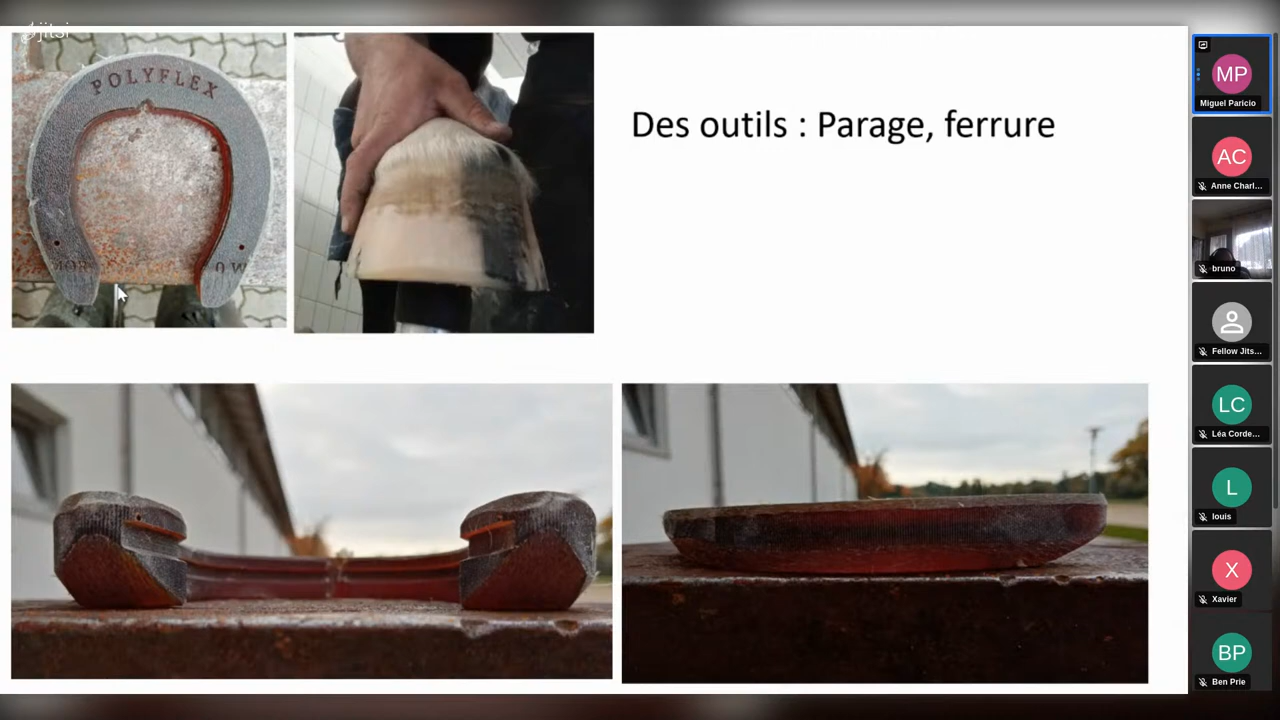 jitsi
POLYFLEX
Des outils : Parage, ferrure
MP
Miguel Paricio
AC
Anne Charl...
bruno
Fellow Jits...
LC
Léa Corde...
L
louis
X
Xavier
BP
Ben Prie